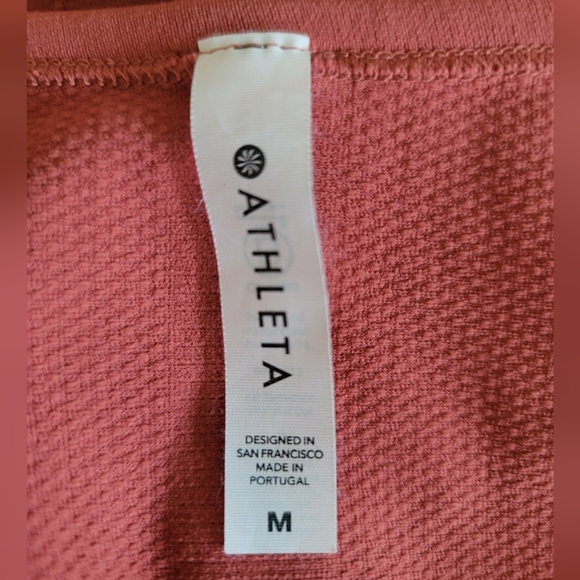 ATHLETA
DESIGNED IN
SAN FRANCISCO
MADE IN
PORTUGAL
M